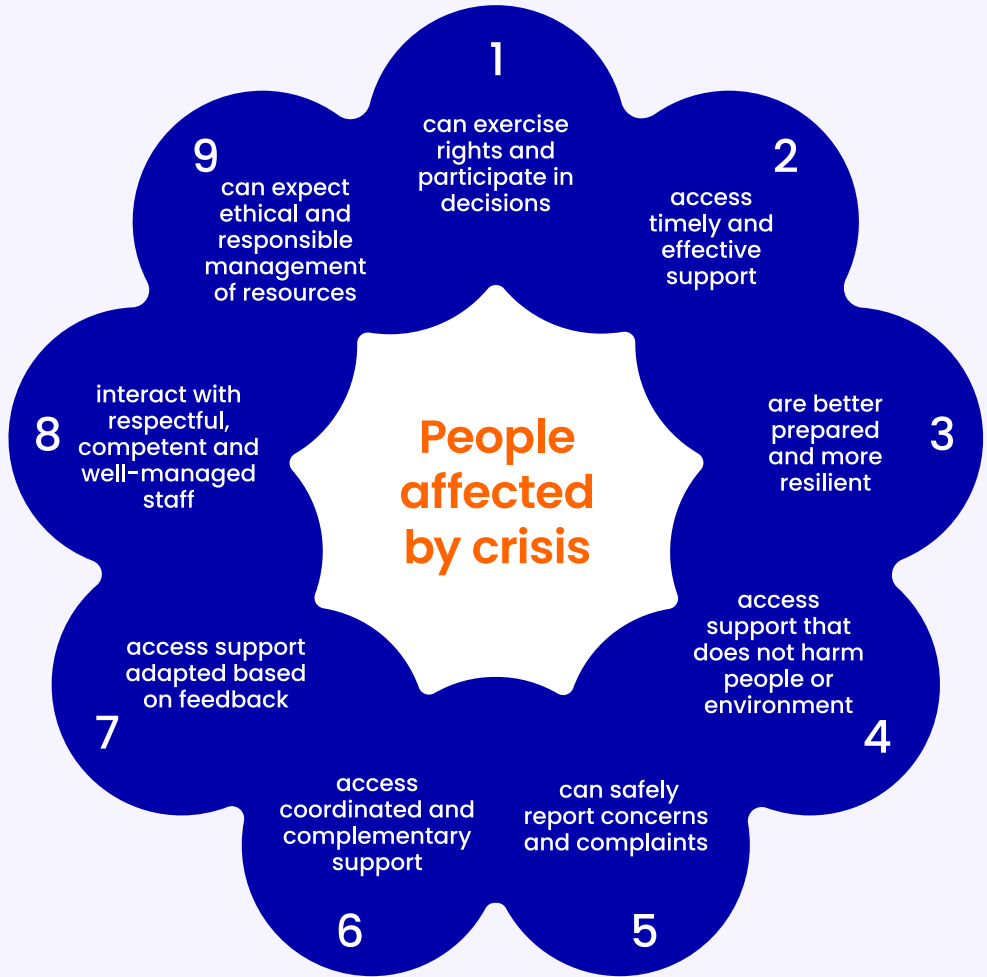 People
affected
by crisis
1
can exercise
rights and
participate in
decisions
2
access
timely and
effective
support
3
are better
prepared
and more
resilient
4
access
support that
does not harm
people or
environment
5
can safely
report concerns
and complaints
6
access
coordinated and
complementary
support
7
access support
adapted based
on feedback
8
interact with
respectful,
competent and
well-managed
staff
9
can expect
ethical and
responsible
management
of resources